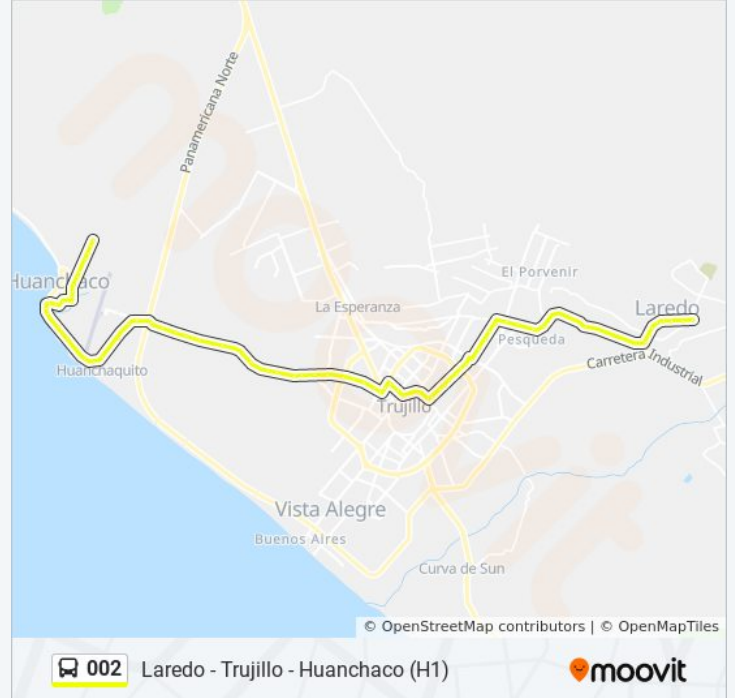 Panamericana Norte
Huanchaco
El Porvenir
La Esperanza
Laredo
Pesqueda
Huanchaquito
Carretera Industrial
Trujillo
Vista Alegre
Buenos Aires
Curva de Sun
© OpenStreetMap contributors | © OpenMapTiles
002 Laredo - Trujillo - Huanchaco (H1)
moovit